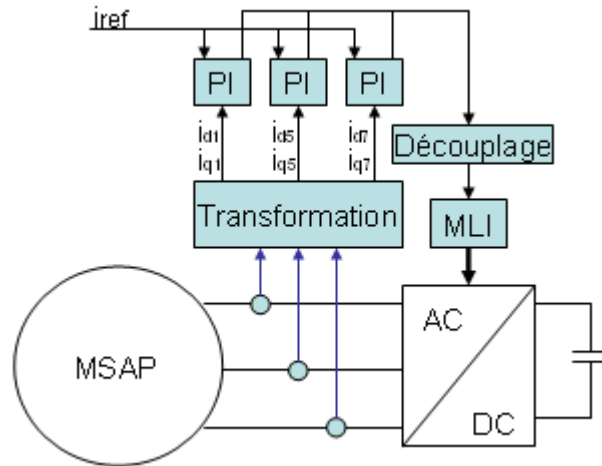 iref
PI PI PI
id1 id5 id7
iq1 iq5 iq7
Découplage
Transformation
MLI
MSAP
AC
DC